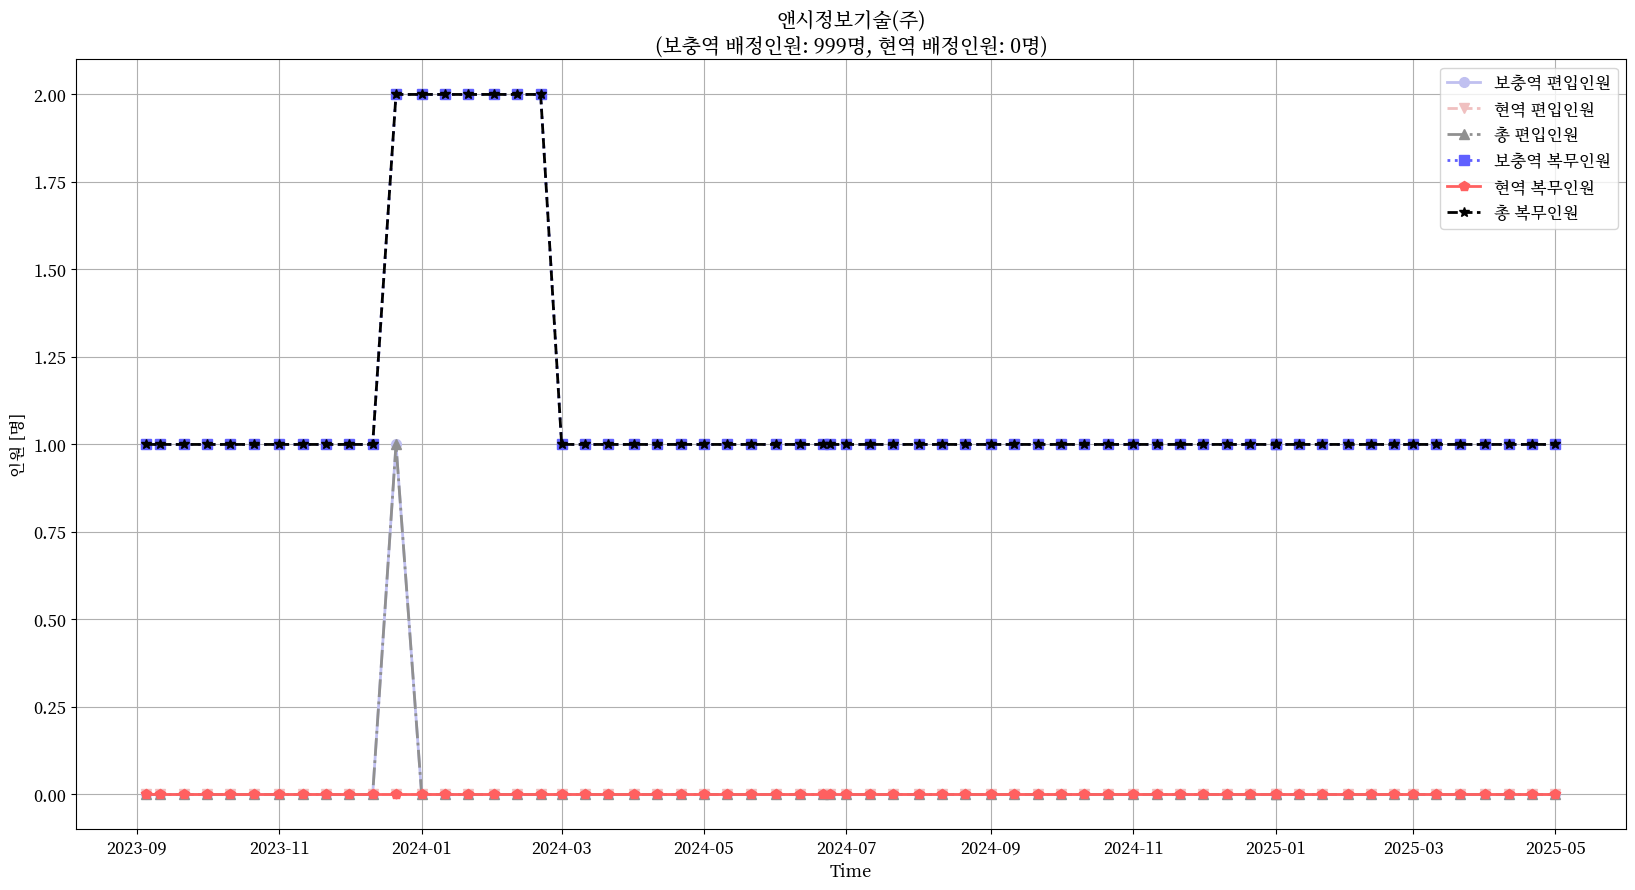 앤시정보기술(주)
(보충역 배정인원: 999명, 현역 배정인원: 0명)
보충역 편입인원
현역 편입인원
총 편입인원
보충역 복무인원
현역 복무인원
총 복무인원
인원 [명]
2.00
1.75
1.50
1.25
1.00
0.75
0.50
0.25
0.00
2023-09 2023-11 2024-01 2024-03 2024-05 2024-07 2024-09 2024-11 2025-01 2025-03 2025-05
Time